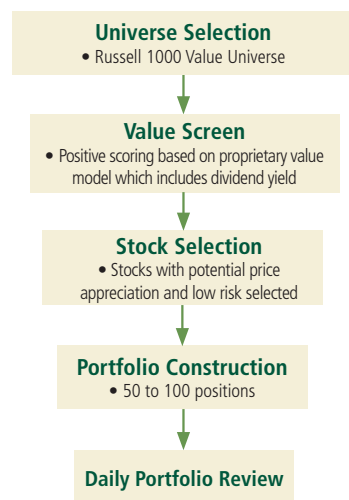 Universe Selection
• Russell 1000 Value Universe
Value Screen
• Positive scoring based on proprietary value
model which includes dividend yield
Stock Selection
• Stocks with potential price
appreciation and low risk selected
Portfolio Construction
• 50 to 100 positions
Daily Portfolio Review